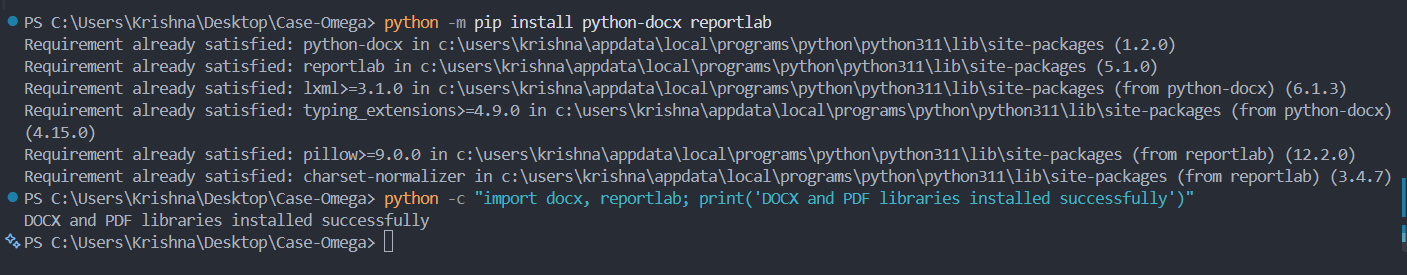 PS C:\Users\Krishna\Desktop\Case-Omega> python -m pip install python-docx reportlab
Requirement already satisfied: python-docx in c:\users\krishna\appdata\local\programs\python\python311\lib\site-packages (1.2.0)
Requirement already satisfied: reportlab in c:\users\krishna\appdata\local\programs\python\python311\lib\site-packages (5.1.0)
Requirement already satisfied: lxml>=3.1.0 in c:\users\krishna\appdata\local\programs\python\python311\lib\site-packages (from python-docx) (6.1.3)
Requirement already satisfied: typing_extensions>=4.9.0 in c:\users\krishna\appdata\local\programs\python\python311\lib\site-packages (from python-docx)
(4.15.0)
Requirement already satisfied: pillow>=9.0.0 in c:\users\krishna\appdata\local\programs\python\python311\lib\site-packages (from reportlab) (12.2.0)
Requirement already satisfied: charset-normalizer in c:\users\krishna\appdata\local\programs\python\python311\lib\site-packages (from reportlab) (3.4.7)
PS C:\Users\Krishna\Desktop\Case-Omega> python -c "import docx, reportlab; print('DOCX and PDF libraries installed successfully')"
DOCX and PDF libraries installed successfully
PS C:\Users\Krishna\Desktop\Case-Omega>